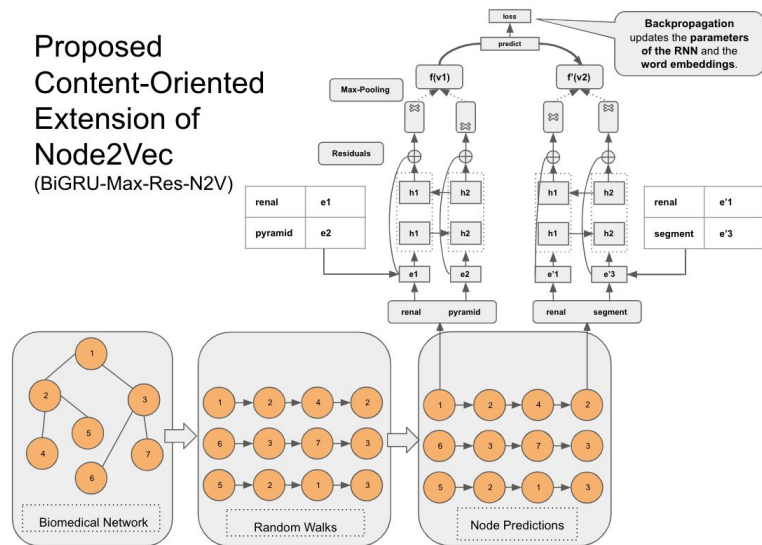 Proposed
Content-Oriented
Extension of
Node2Vec
(BiGRU-Max-Res-N2V)
loss
predict
Backpropagation
updates the parameters
of the RNN and the
word embeddings.
f(v1)
f'(v2)
Max-Pooling
Residuals
h1
h2
h1
h2
h1
h2
h1
h2
renal e1
pyramid e2
renal e'1
segment e'3
e1
e2
e'1
e'3
renal pyramid
renal segment
1
2
3
4
5
6
7
Biomedical Network
1 2 4 2
6 3 7 3
5 2 1 3
Random Walks
1 2 4 2
6 3 7 3
5 2 1 3
Node Predictions